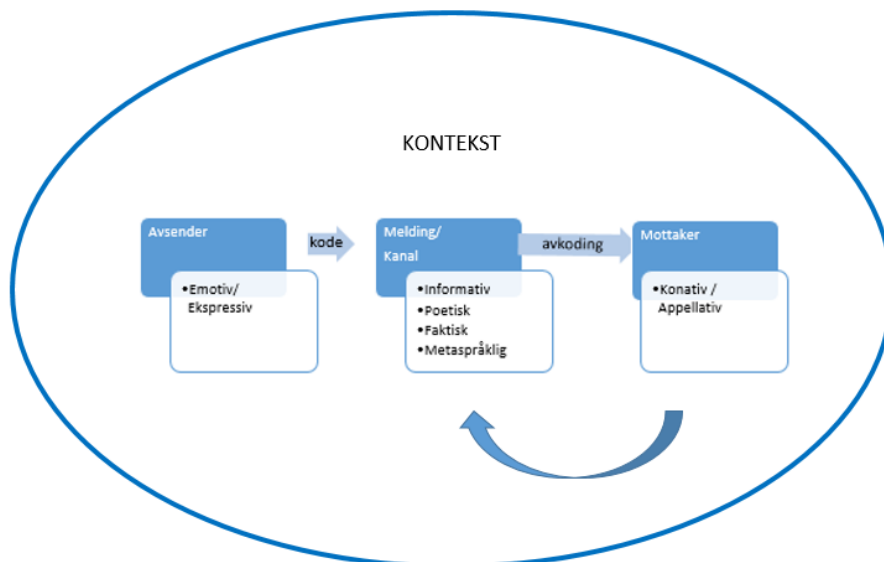 KONTEKST
Avsender
kode
Melding/
Kanal
avkoding
Mottaker
•Emotiv/
Ekspressiv
•Informativ
•Poetisk
•Faktisk
•Metaspråklig
•Konativ /
Appellativ